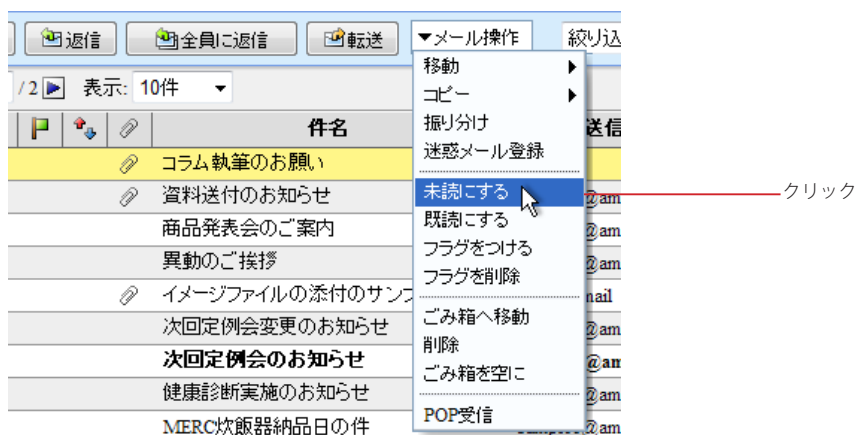 返信 全員に返信 転送 ▼メール操作 絞り込
/ 2 表示: 10件
件名 送信
コラム執筆のお願い
資料送付のお知らせ @am
商品発表会のご案内 @am
異動のご挨拶 @am
イメージファイルの添付のサンプ mail
次回定例会変更のお知らせ @am
次回定例会のお知らせ @am
健康診断実施のお知らせ @am
MERC炊飯器納品日の件 @am
移動
コピー
振り分け
迷惑メール登録
未読にする
既読にする
フラグをつける
フラグを削除
ごみ箱へ移動
削除
ごみ箱を空に
POP受信
クリック